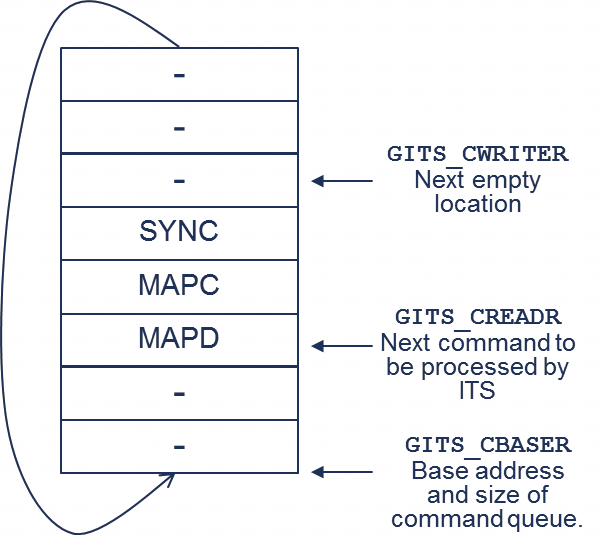 -
-
-
SYNC
MAPC
MAPD
-
-
GITS_CWRITER
Next empty
location
GITS_CREADR
Next command to
be processed by
ITS
GITS_CBASER
Base address
and size of
command queue.